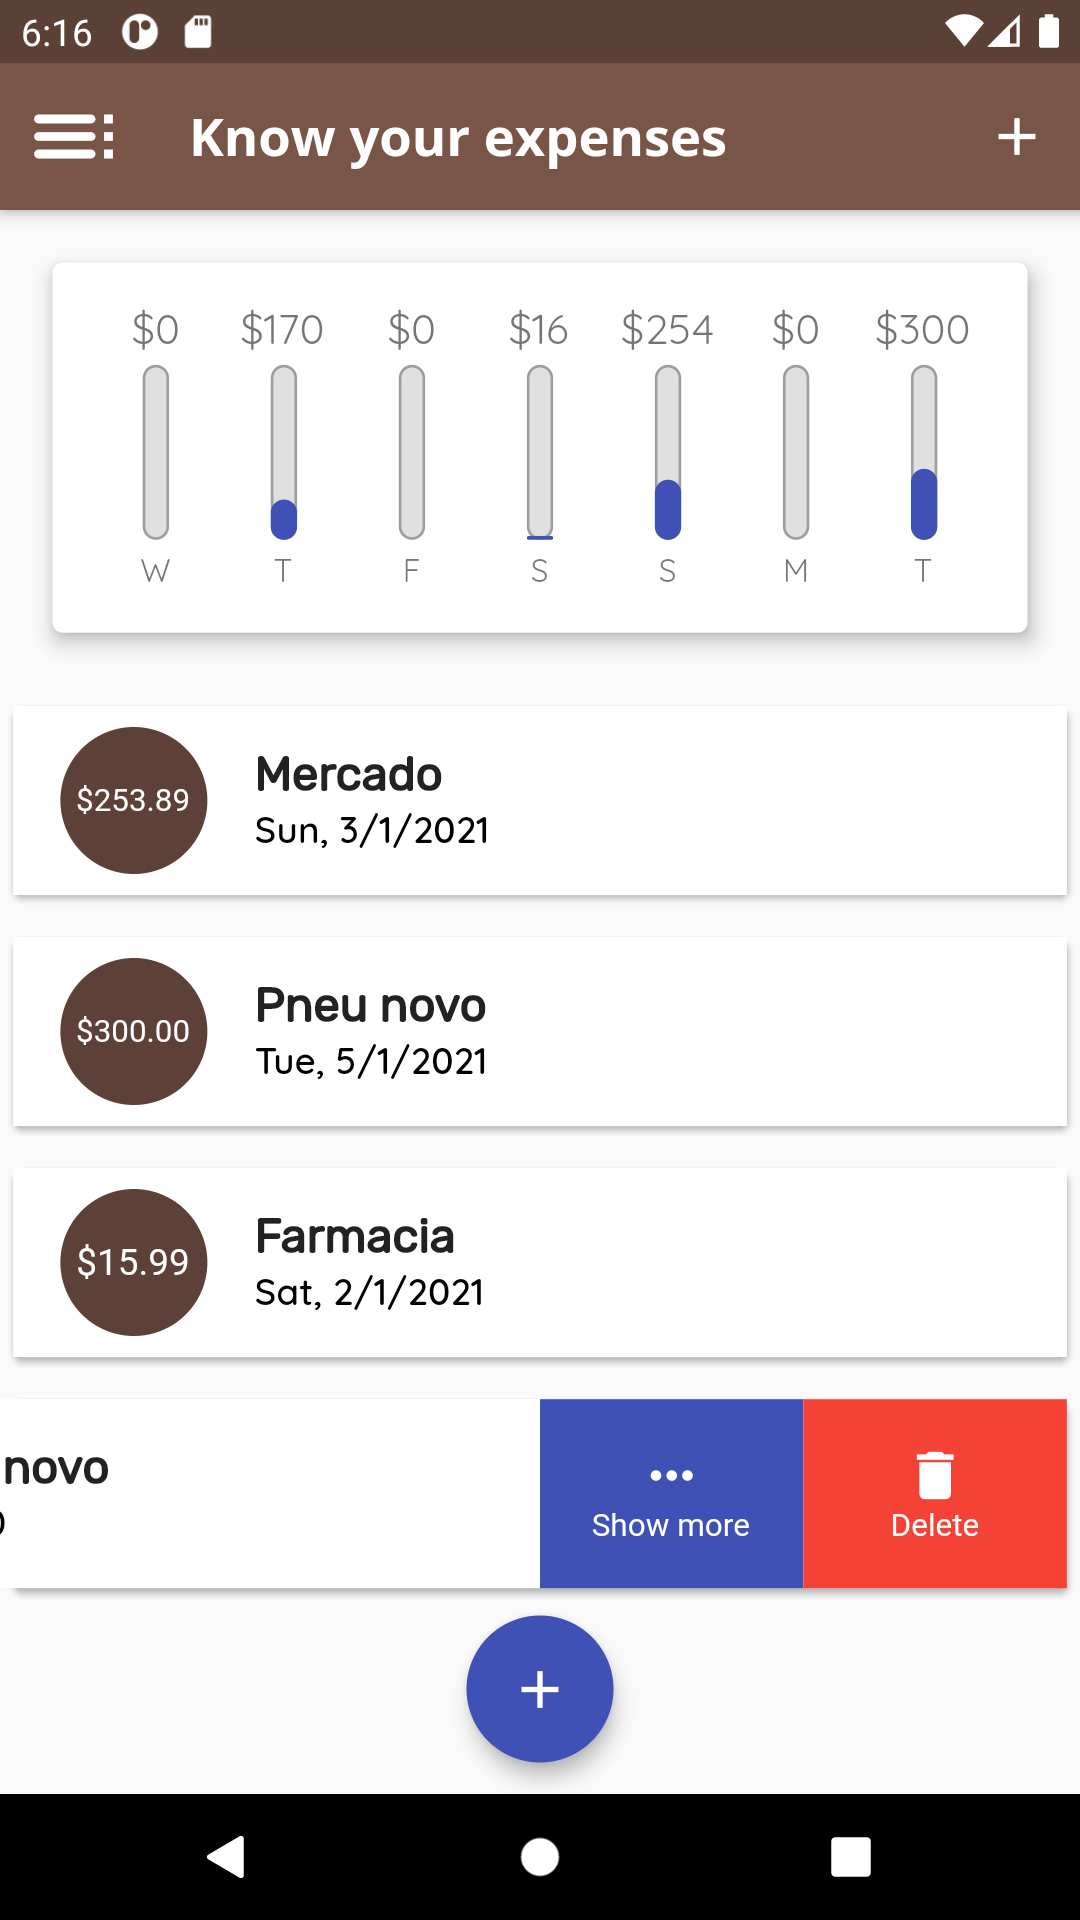 6:16
Know your expenses
$0 $170 $0 $16 $254 $0 $300
W T F S S M T
$253.89
Mercado
Sun, 3/1/2021
$300.00
Pneu novo
Tue, 5/1/2021
$15.99
Farmacia
Sat, 2/1/2021
novo
Show more
Delete